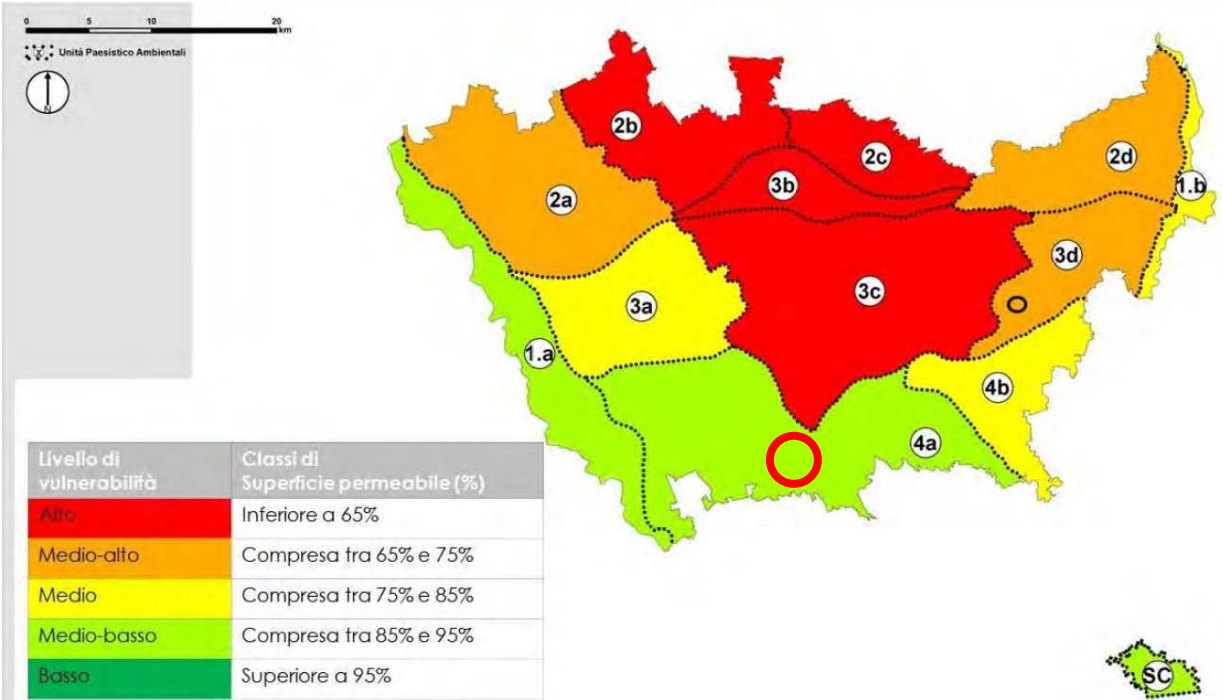 0 5 10 20
km
Unità Paesistico Ambientali
N
2b
2c
2d
3b
1.b
2a
3d
3c
3a
1.a
4b
4a
SC
Livello di vulnerabilità Classi di Superficie permeabile (%)
Alto Inferiore a 65%
Medio-alto Compresa tra 65% e 75%
Medio Compresa tra 75% e 85%
Medio-basso Compresa tra 85% e 95%
Basso Superiore a 95%